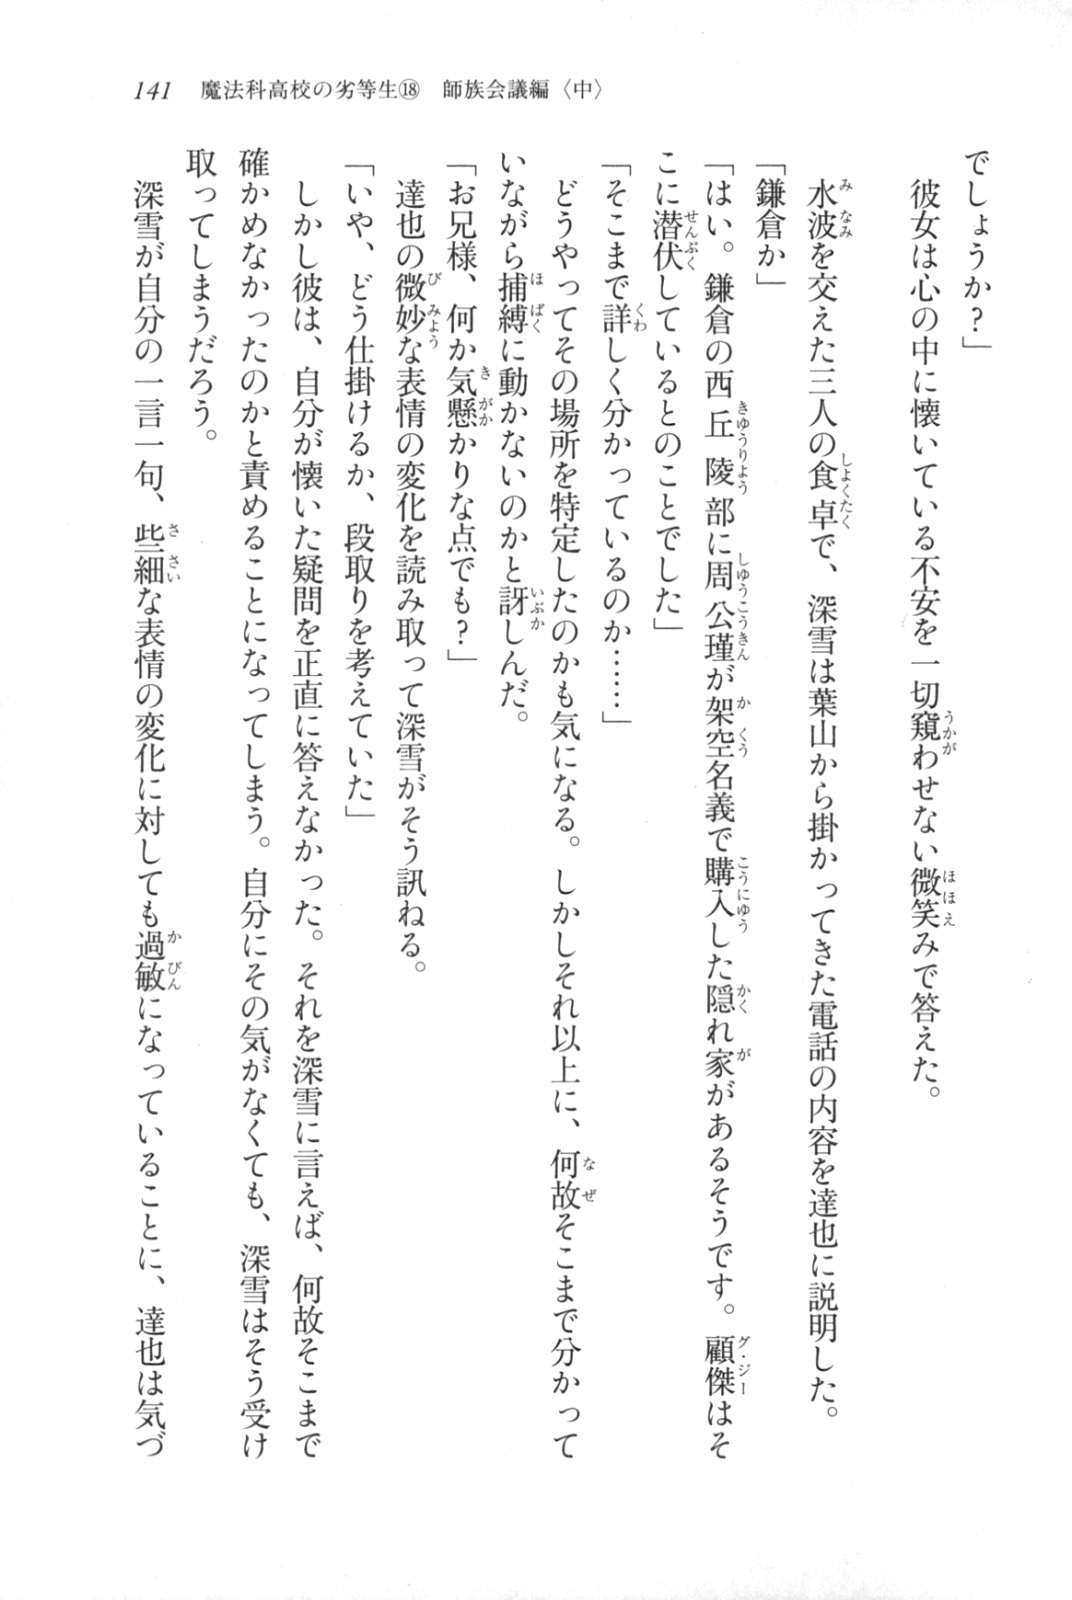 141　魔法科高校の劣等生⑱　師族会議編〈中〉
でしょうか？」
　彼女は心の中に懐いている不安を一切窺わせない微笑みで答えた。
　水波を交えた三人の食卓で、深雪は葉山から掛かってきた電話の内容を達也に説明した。
「鎌倉か」
「はい。鎌倉の西丘陵部に周公瑾が架空名義で購入した隠れ家があるそうです。顧傑はそ
こに潜伏しているとのことでした」
「そこまで詳しく分かっているのか……」
　どうやってその場所を特定したのかも気になる。しかしそれ以上に、何故そこまで分かって
いながら捕縛に動かないのかと訝しんだ。
「お兄様、何か気懸かりな点でも？」
　達也の微妙な表情の変化を読み取って深雪がそう訊ねる。
「いや、どう仕掛けるか、段取りを考えていた」
　しかし彼は、自分が懐いた疑問を正直に答えなかった。それを深雪に言えば、何故そこまで
確かめなかったのかと責めることになってしまう。自分にその気がなくても、深雪はそう受け
取ってしまうだろう。
　深雪が自分の一言一句、些細な表情の変化に対しても過敏になっていることに、達也は気づ